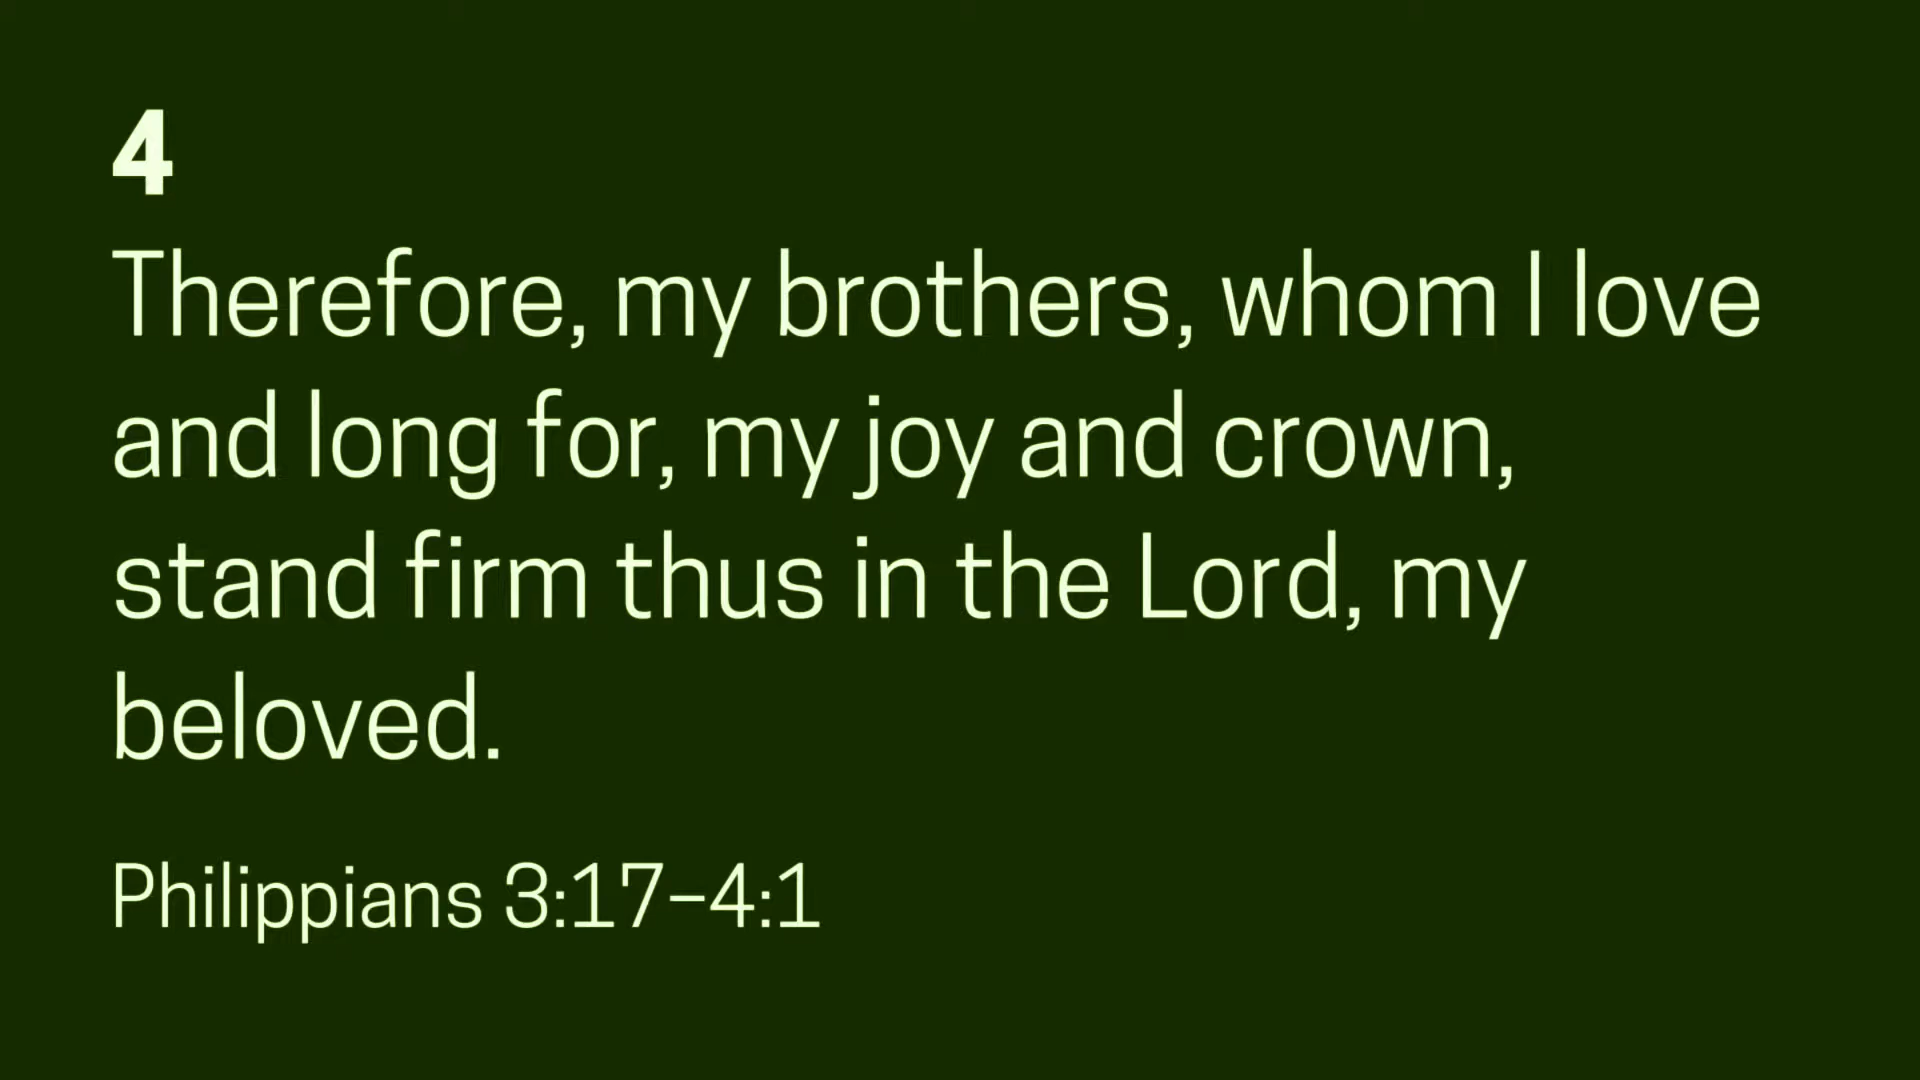 4
Therefore, my brothers, whom I love
and long for, my joy and crown,
stand firm thus in the Lord, my
beloved.
Philippians 3:17–4:1